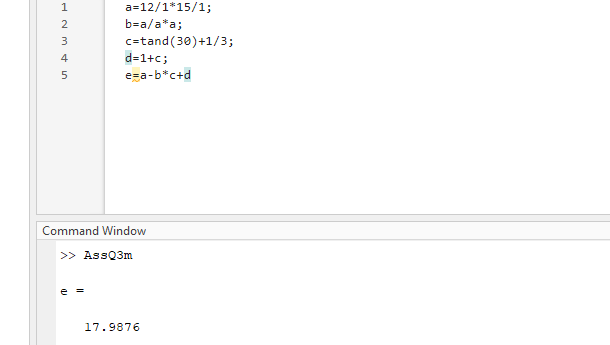 1 a=12/1*15/1;
2 b=a/a*a;
3 c=tand(30)+1/3;
4 d=1+c;
5 e=a-b*c+d
Command Window
>> AssQ3m
e =
17.9876